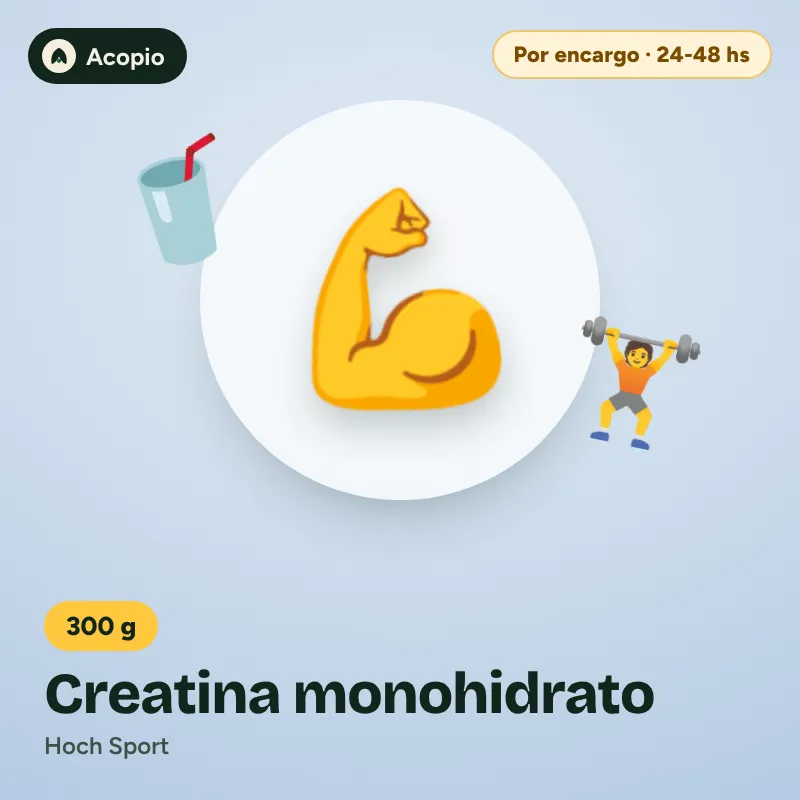 Acopio
Por encargo · 24-48 hs
300 g
Creatina monohidrato
Hoch Sport